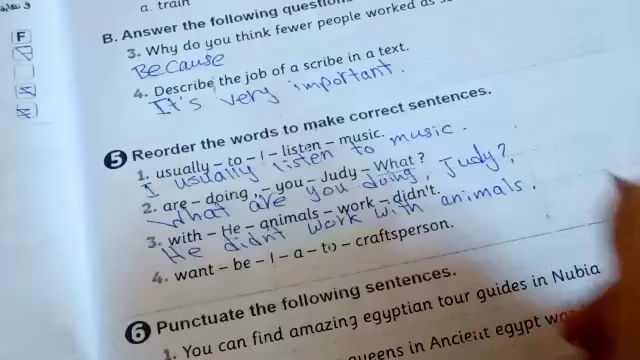 a. train
B. Answer the following question
3. Why do you think fewer people worked as
Because
4. Describe the job of a scribe in a text.
It's very important.
5 Reorder the words to make correct sentences.
1. usually – to – I – listen – music.
I usually listen to music.
2. are – doing, – you – Judy – What?
What are you doing, Judy?
3. with – He – animals – work – didn't.
He didn't work with animals.
4. want – be – I – a – to – craftsperson.
6 Punctuate the following sentences.
1. You can find amazing egyptian tour guides in Nubia
queens in Ancient egypt
F